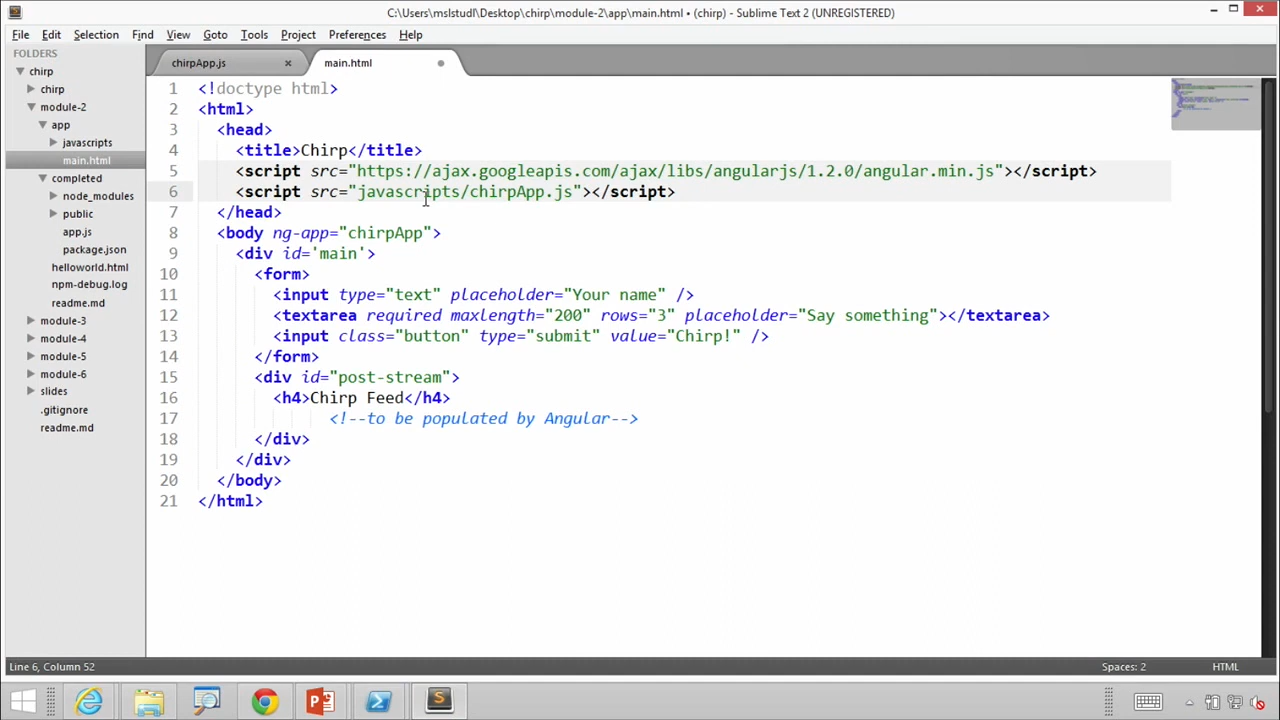 C:\Users\mslstudl\Desktop\chirp\module-2\app\main.html • (chirp) - Sublime Text 2 (UNREGISTERED)
File Edit Selection Find View Goto Tools Project Preferences Help
FOLDERS
chirp
chirp
module-2
app
javascripts
main.html
completed
node_modules
public
app.js
package.json
helloworld.html
npm-debug.log
readme.md
module-3
module-4
module-5
module-6
slides
.gitignore
readme.md
chirpApp.js × main.html
1 <!doctype html>
2 <html>
3 <head>
4 <title>Chirp</title>
5 <script src="https://ajax.googleapis.com/ajax/libs/angularjs/1.2.0/angular.min.js"></script>
6 <script src="javascripts/chirpApp.js"></script>
7 </head>
8 <body ng-app="chirpApp">
9 <div id='main'>
10 <form>
11 <input type="text" placeholder="Your name" />
12 <textarea required maxlength="200" rows="3" placeholder="Say something"></textarea>
13 <input class="button" type="submit" value="Chirp!" />
14 </form>
15 <div id="post-stream">
16 <h4>Chirp Feed</h4>
17 <!--to be populated by Angular-->
18 </div>
19 </div>
20 </body>
21 </html>
Line 6, Column 52 Spaces: 2 HTML